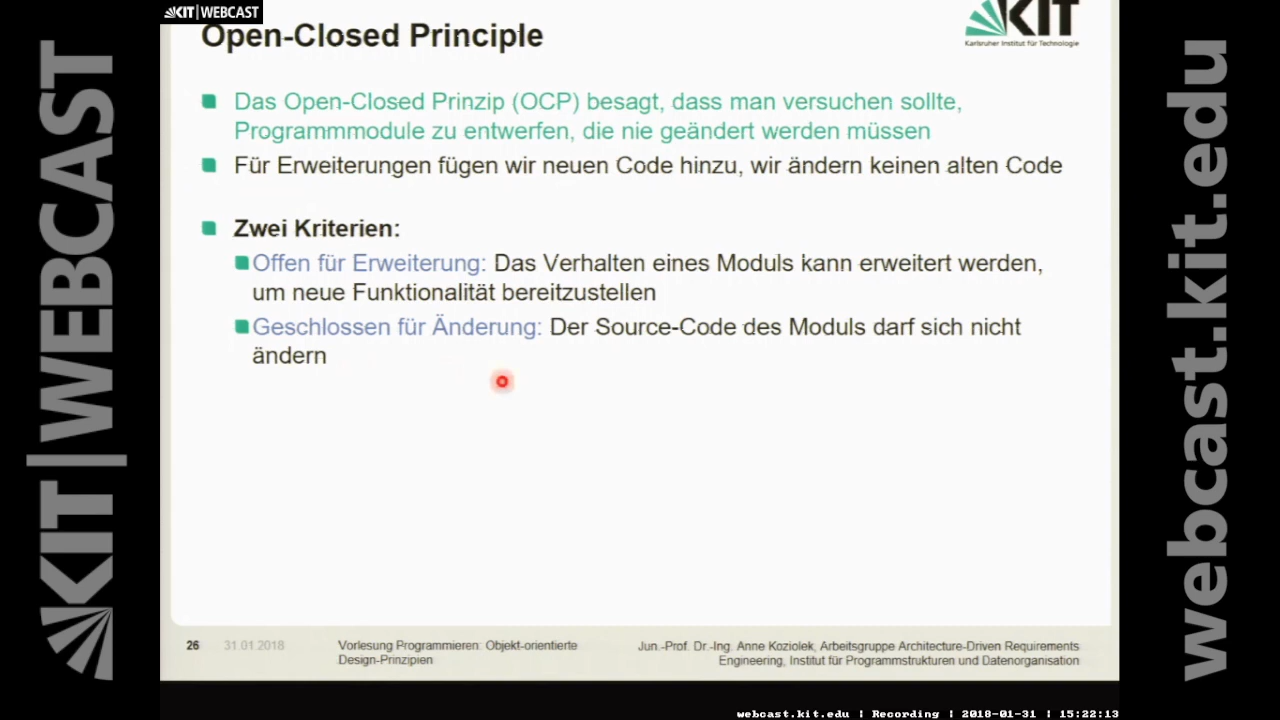 KIT|WEBCAST
KIT|WEBCAST
webcast.kit.edu
Open-Closed Principle
KIT
Karlsruher Institut für Technologie
Das Open-Closed Prinzip (OCP) besagt, dass man versuchen sollte,
Programmmodule zu entwerfen, die nie geändert werden müssen
Für Erweiterungen fügen wir neuen Code hinzu, wir ändern keinen alten Code
Zwei Kriterien:
Offen für Erweiterung: Das Verhalten eines Moduls kann erweitert werden,
um neue Funktionalität bereitzustellen
Geschlossen für Änderung: Der Source-Code des Moduls darf sich nicht
ändern
26
31.01.2018
Vorlesung Programmieren: Objekt-orientierte
Design-Prinzipien
Jun.-Prof. Dr.-Ing. Anne Koziolek, Arbeitsgruppe Architecture-Driven Requirements
Engineering, Institut für Programmstrukturen und Datenorganisation
webcast.kit.edu | Recording | 2018-01-31 | 15:22:13